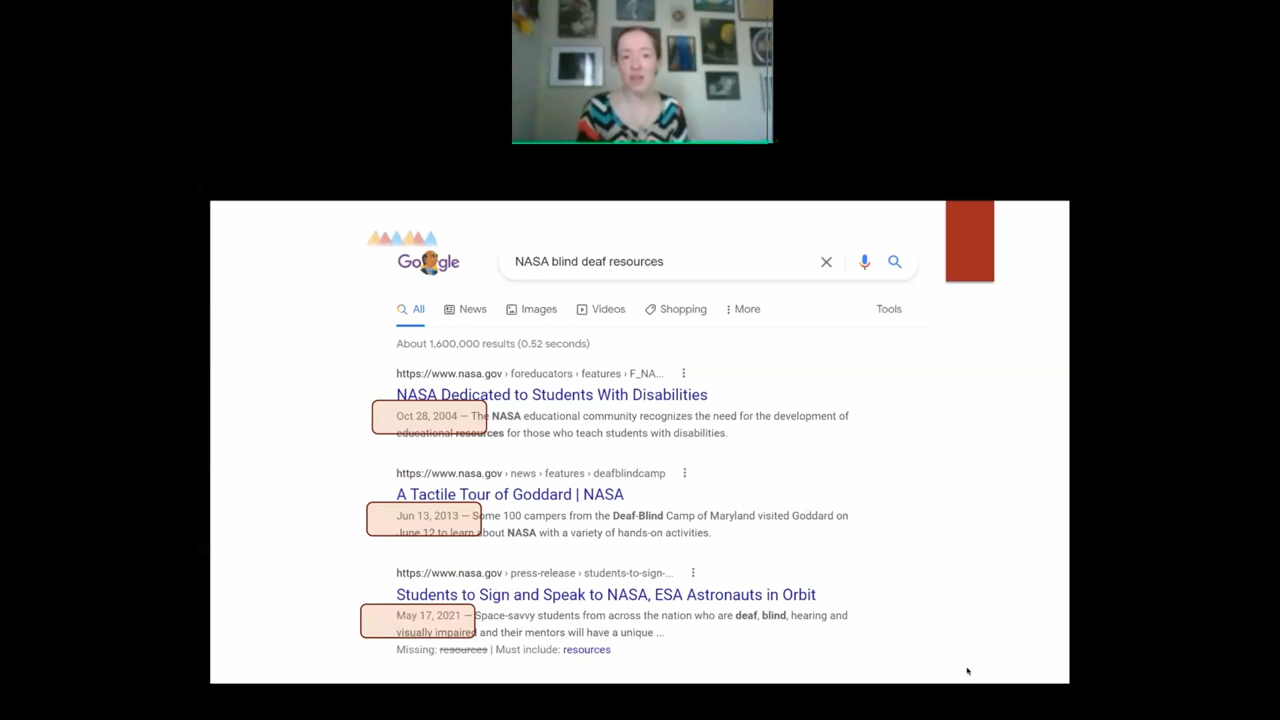 Google
NASA blind deaf resources
All News Images Videos Shopping More Tools
About 1,600,000 results (0.52 seconds)
https://www.nasa.gov › foreducators › features › F_NA...
NASA Dedicated to Students With Disabilities
Oct 28, 2004 — The NASA educational community recognizes the need for the development of
educational resources for those who teach students with disabilities.
https://www.nasa.gov › news › features › deafblindcamp
A Tactile Tour of Goddard | NASA
Jun 13, 2013 — Some 100 campers from the Deaf-Blind Camp of Maryland visited Goddard on
June 12 to learn about NASA with a variety of hands-on activities.
https://www.nasa.gov › press-release › students-to-sign-...
Students to Sign and Speak to NASA, ESA Astronauts in Orbit
May 17, 2021 — Space-savvy students from across the nation who are deaf, blind, hearing and
visually impaired and their mentors will have a unique ...
Missing: resources | Must include: resources